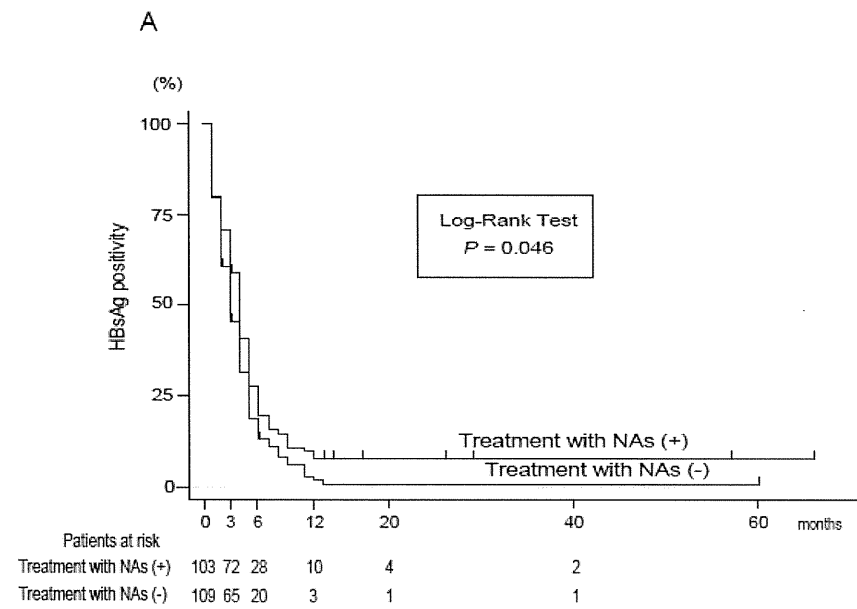 A
(%)
100
75
50
25
0
HBsAg positivity
Log-Rank Test
P = 0.046
Treatment with NAs (+)
Treatment with NAs (-)
0 3 6 12 20 40 60 months
Patients at risk
Treatment with NAs (+) 103 72 28 10 4 2
Treatment with NAs (-) 109 65 20 3 1 1